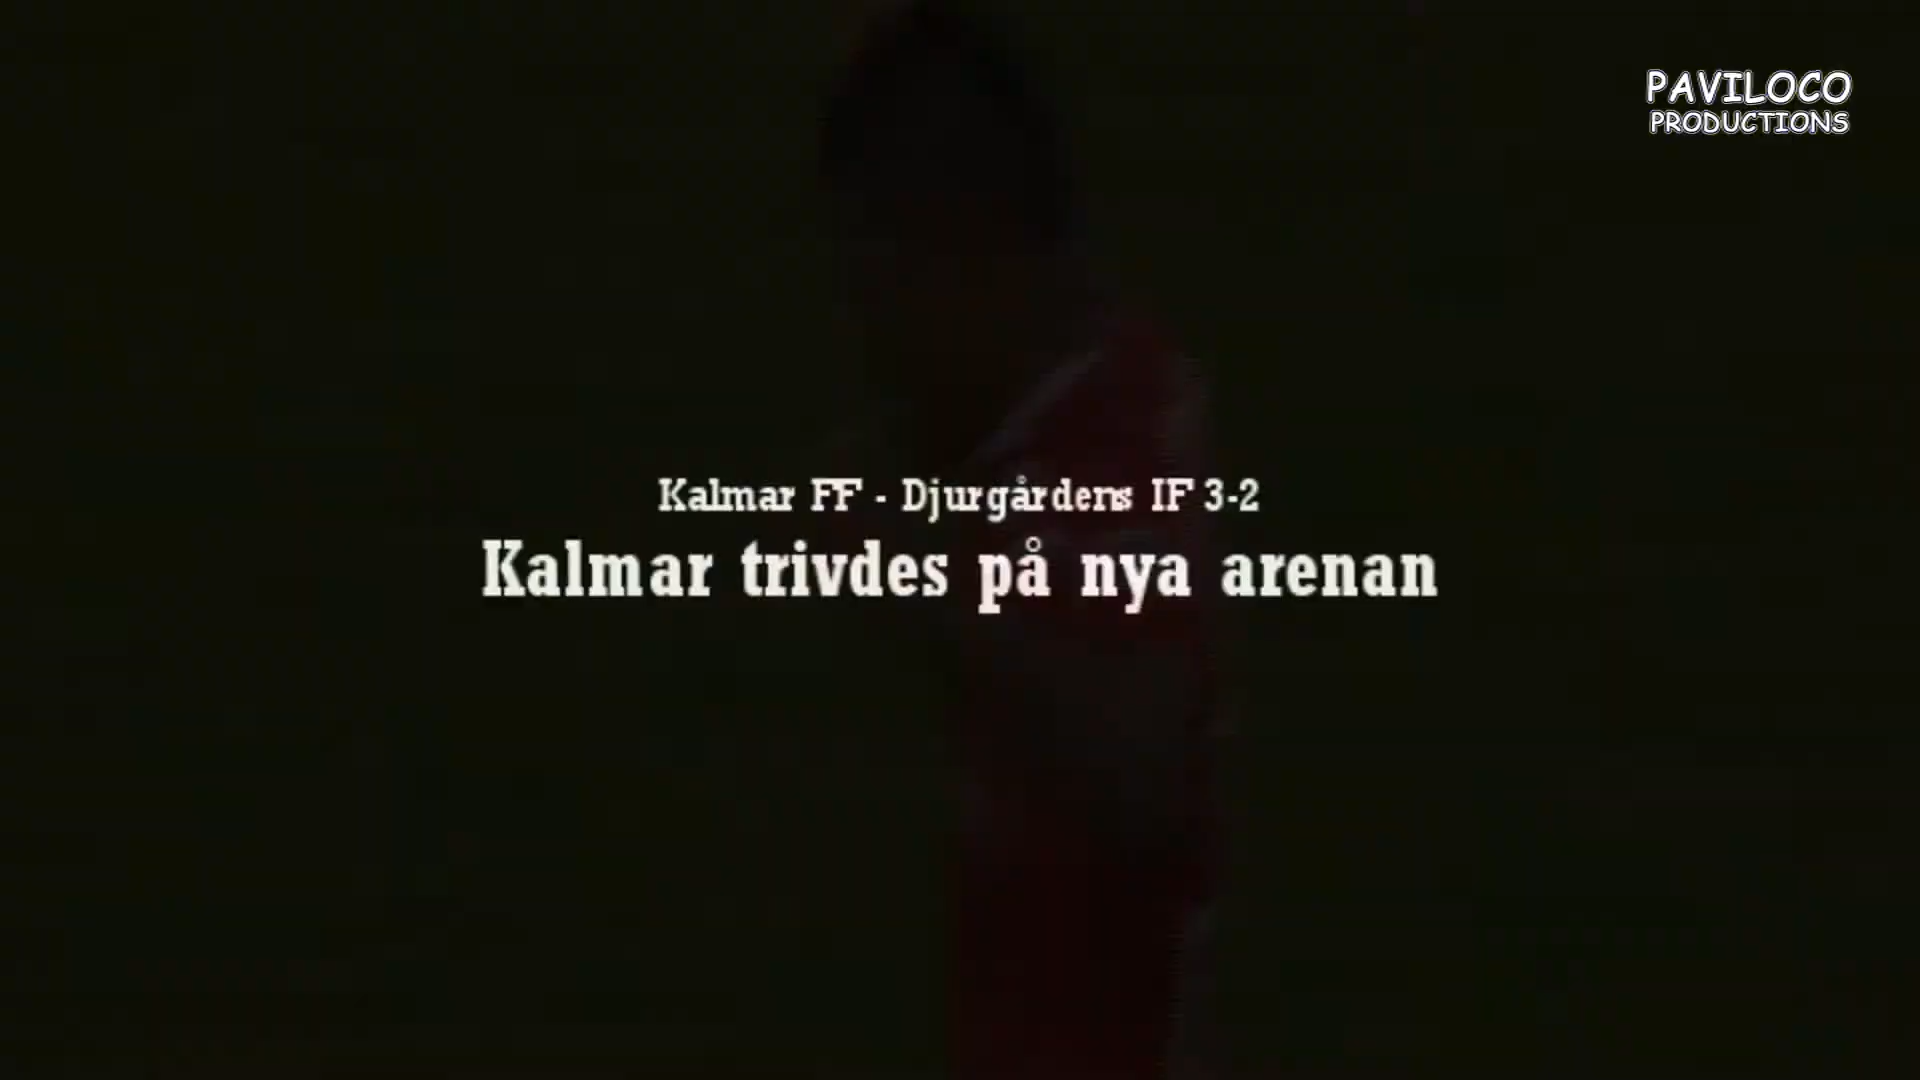 PAVILOCO
PRODUCTIONS
Kalmar FF - Djurgårdens IF 3-2
Kalmar trivdes på nya arenan